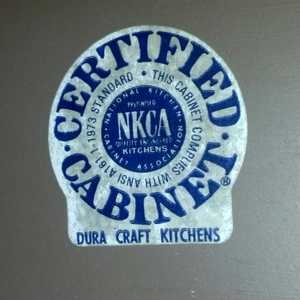 · CERTIFIED ·
CABINET®
THIS CABINET COMPLIES WITH ANSI A161.1-1973 STANDARD ·
· NATIONAL KITCHEN ·
CABINET ASSOCIATION
NKCA
KITCHENS
DURA CRAFT KITCHENS